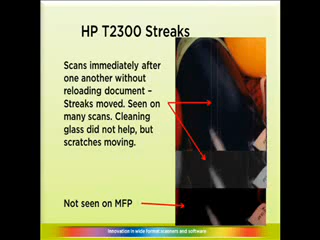 HP T2300 Streaks
Scans immediately after
one another without
reloading document –
Streaks moved. Seen on
many scans. Cleaning
glass did not help, but
scratches moving.
Not seen on MFP
Innovation in wide format scanners and software